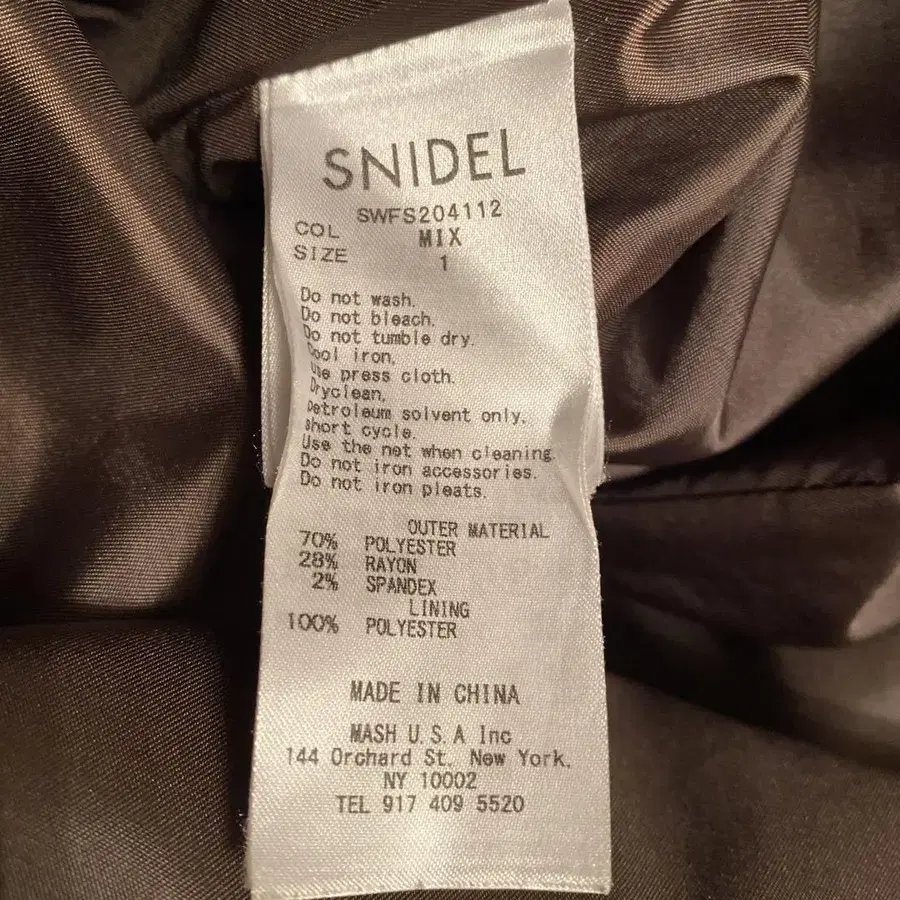 SNIDEL
SWFS204112
COL MIX
SIZE 1
Do not wash.
Do not bleach.
Do not tumble dry.
Cool iron.
Use press cloth.
Dryclean.
Petroleum solvent only.
short cycle.
Use the net when cleaning.
Do not iron accessories.
Do not iron pleats.
OUTER MATERIAL
70% POLYESTER
28% RAYON
2% SPANDEX
LINING
100% POLYESTER
MADE IN CHINA
MASH U.S.A Inc
144 Orchard St. New York,
NY 10002
TEL 917 409 5520